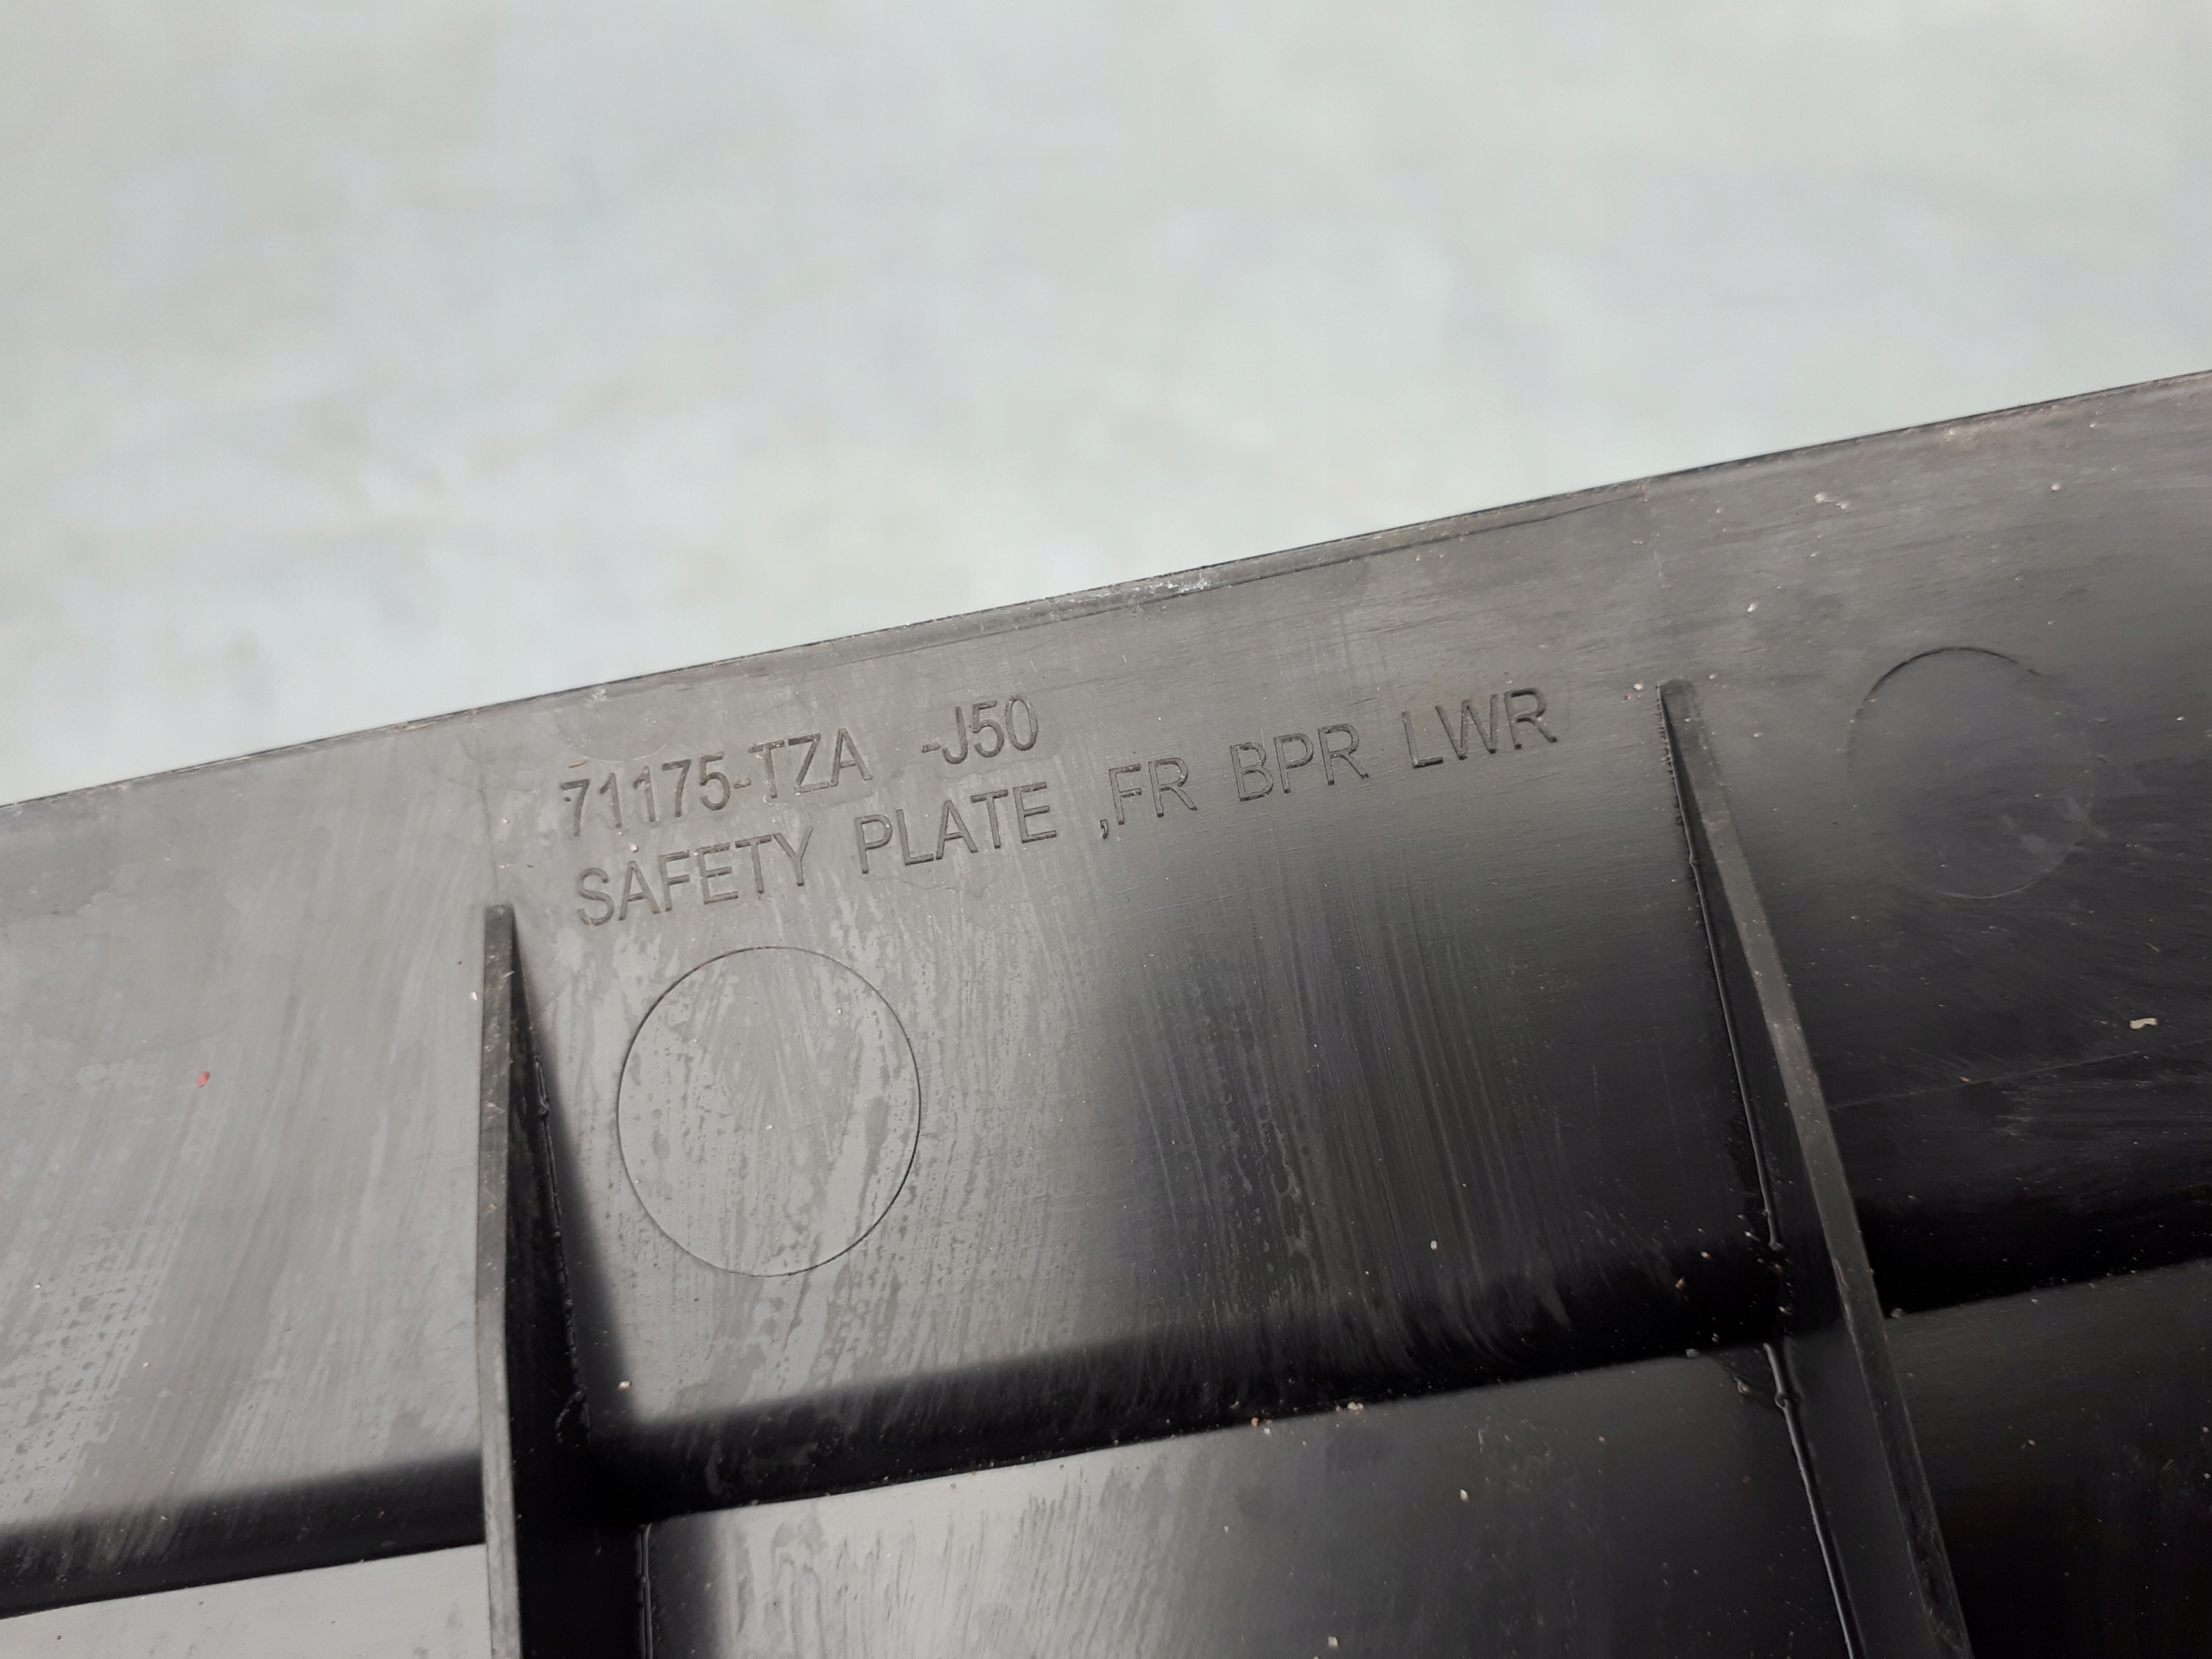 71175-TZA -J50
SAFETY PLATE ,FR BPR LWR